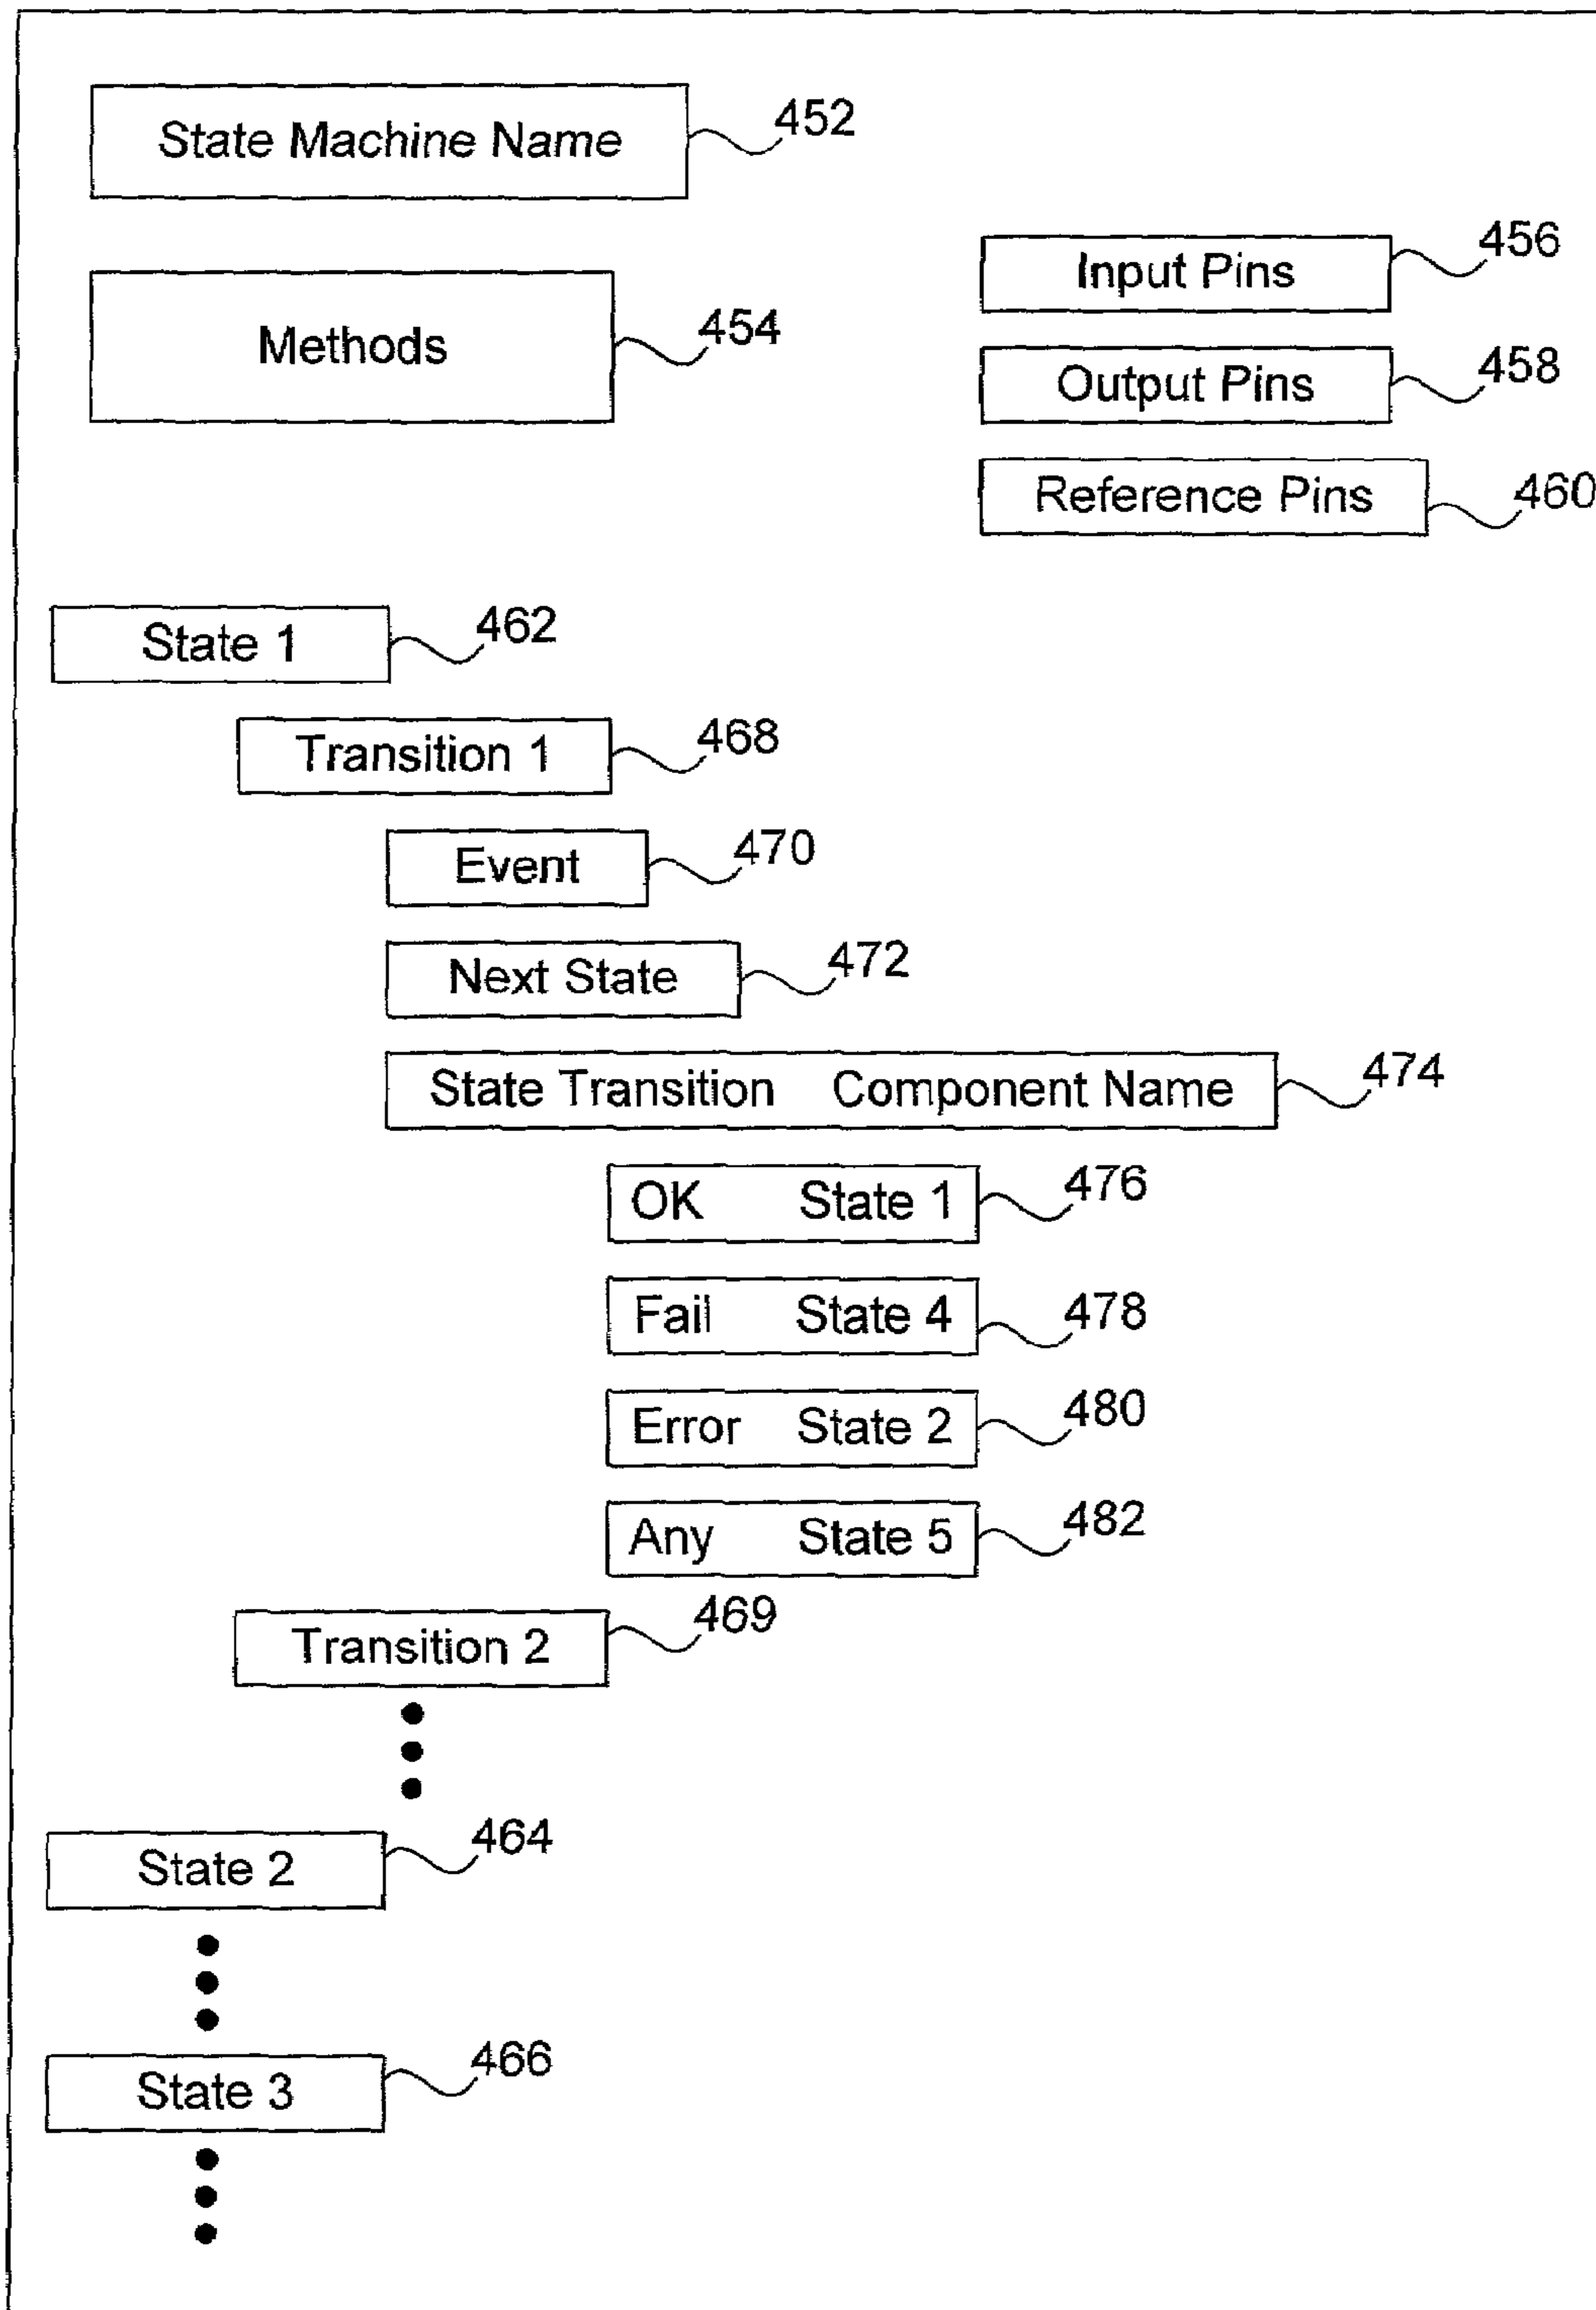 State Machine Name 452
Input Pins 456
Methods 454
Output Pins 458
Reference Pins 460
State 1 462
Transition 1 468
Event 470
Next State 472
State Transition Component Name 474
OK State 1 476
Fail State 4 478
Error State 2 480
Any State 5 482
Transition 2 469
State 2 464
State 3 466